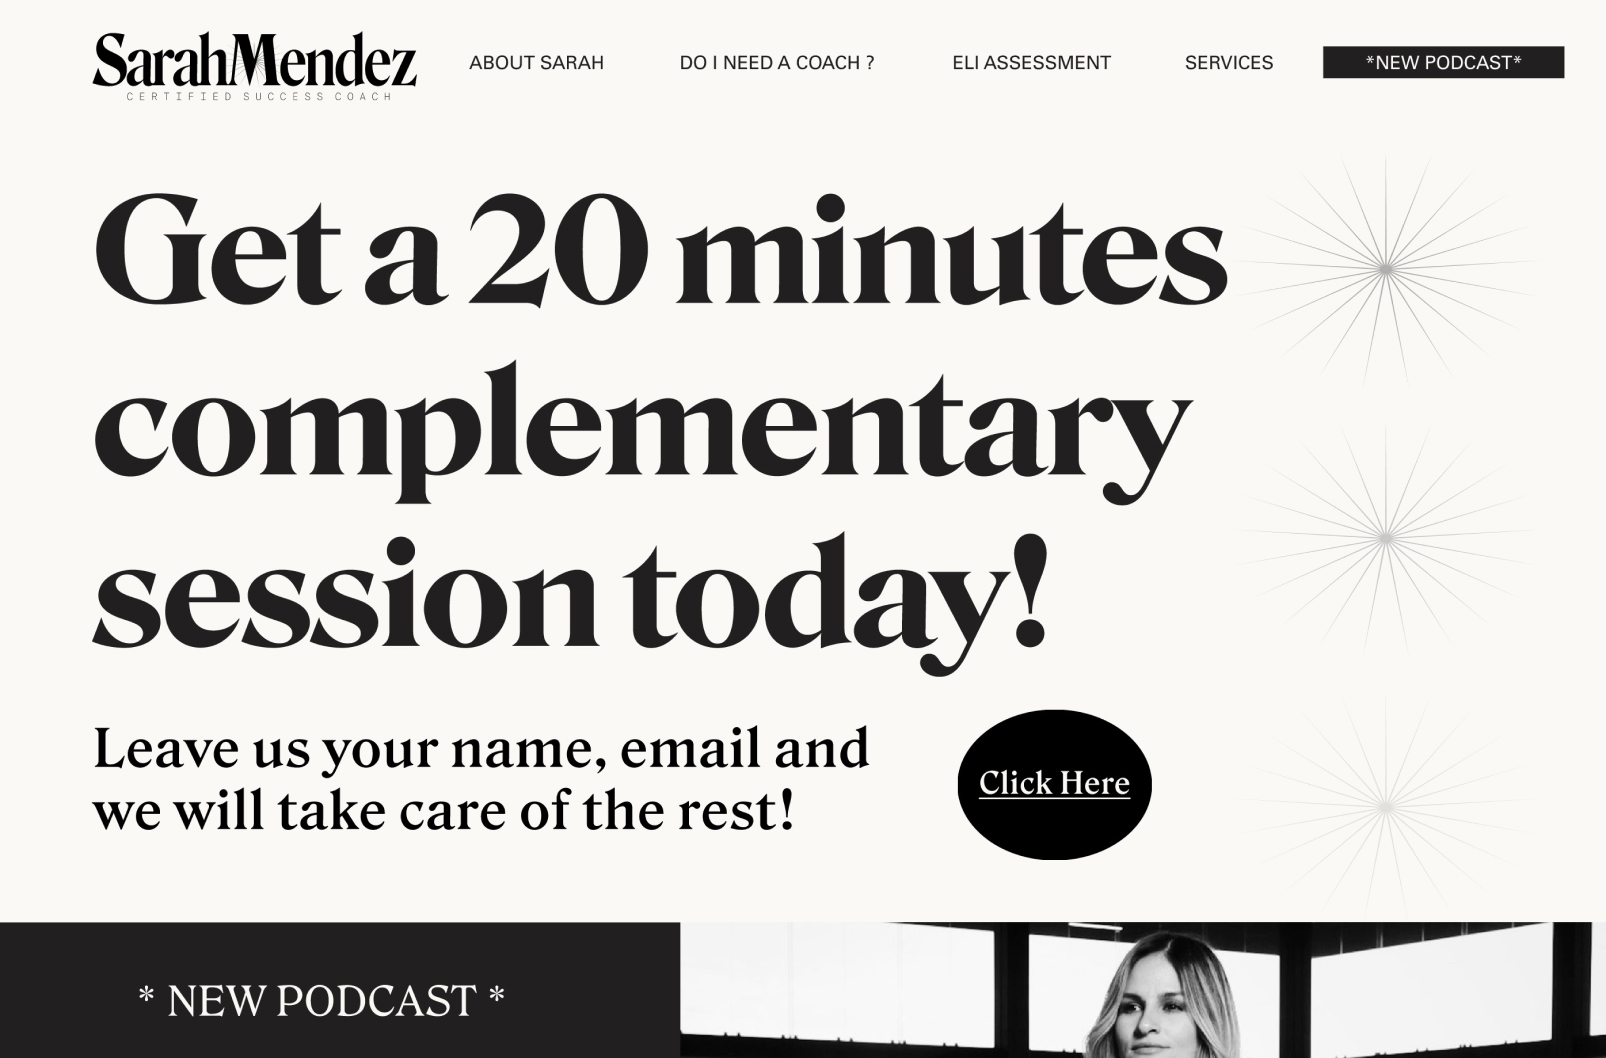 SarahMendez
CERTIFIED SUCCESS COACH
ABOUT SARAH
DO I NEED A COACH ?
ELI ASSESSMENT
SERVICES
*NEW PODCAST*
Get a 20 minutes
complementary
session today!
Leave us your name, email and
we will take care of the rest!
Click Here
* NEW PODCAST *